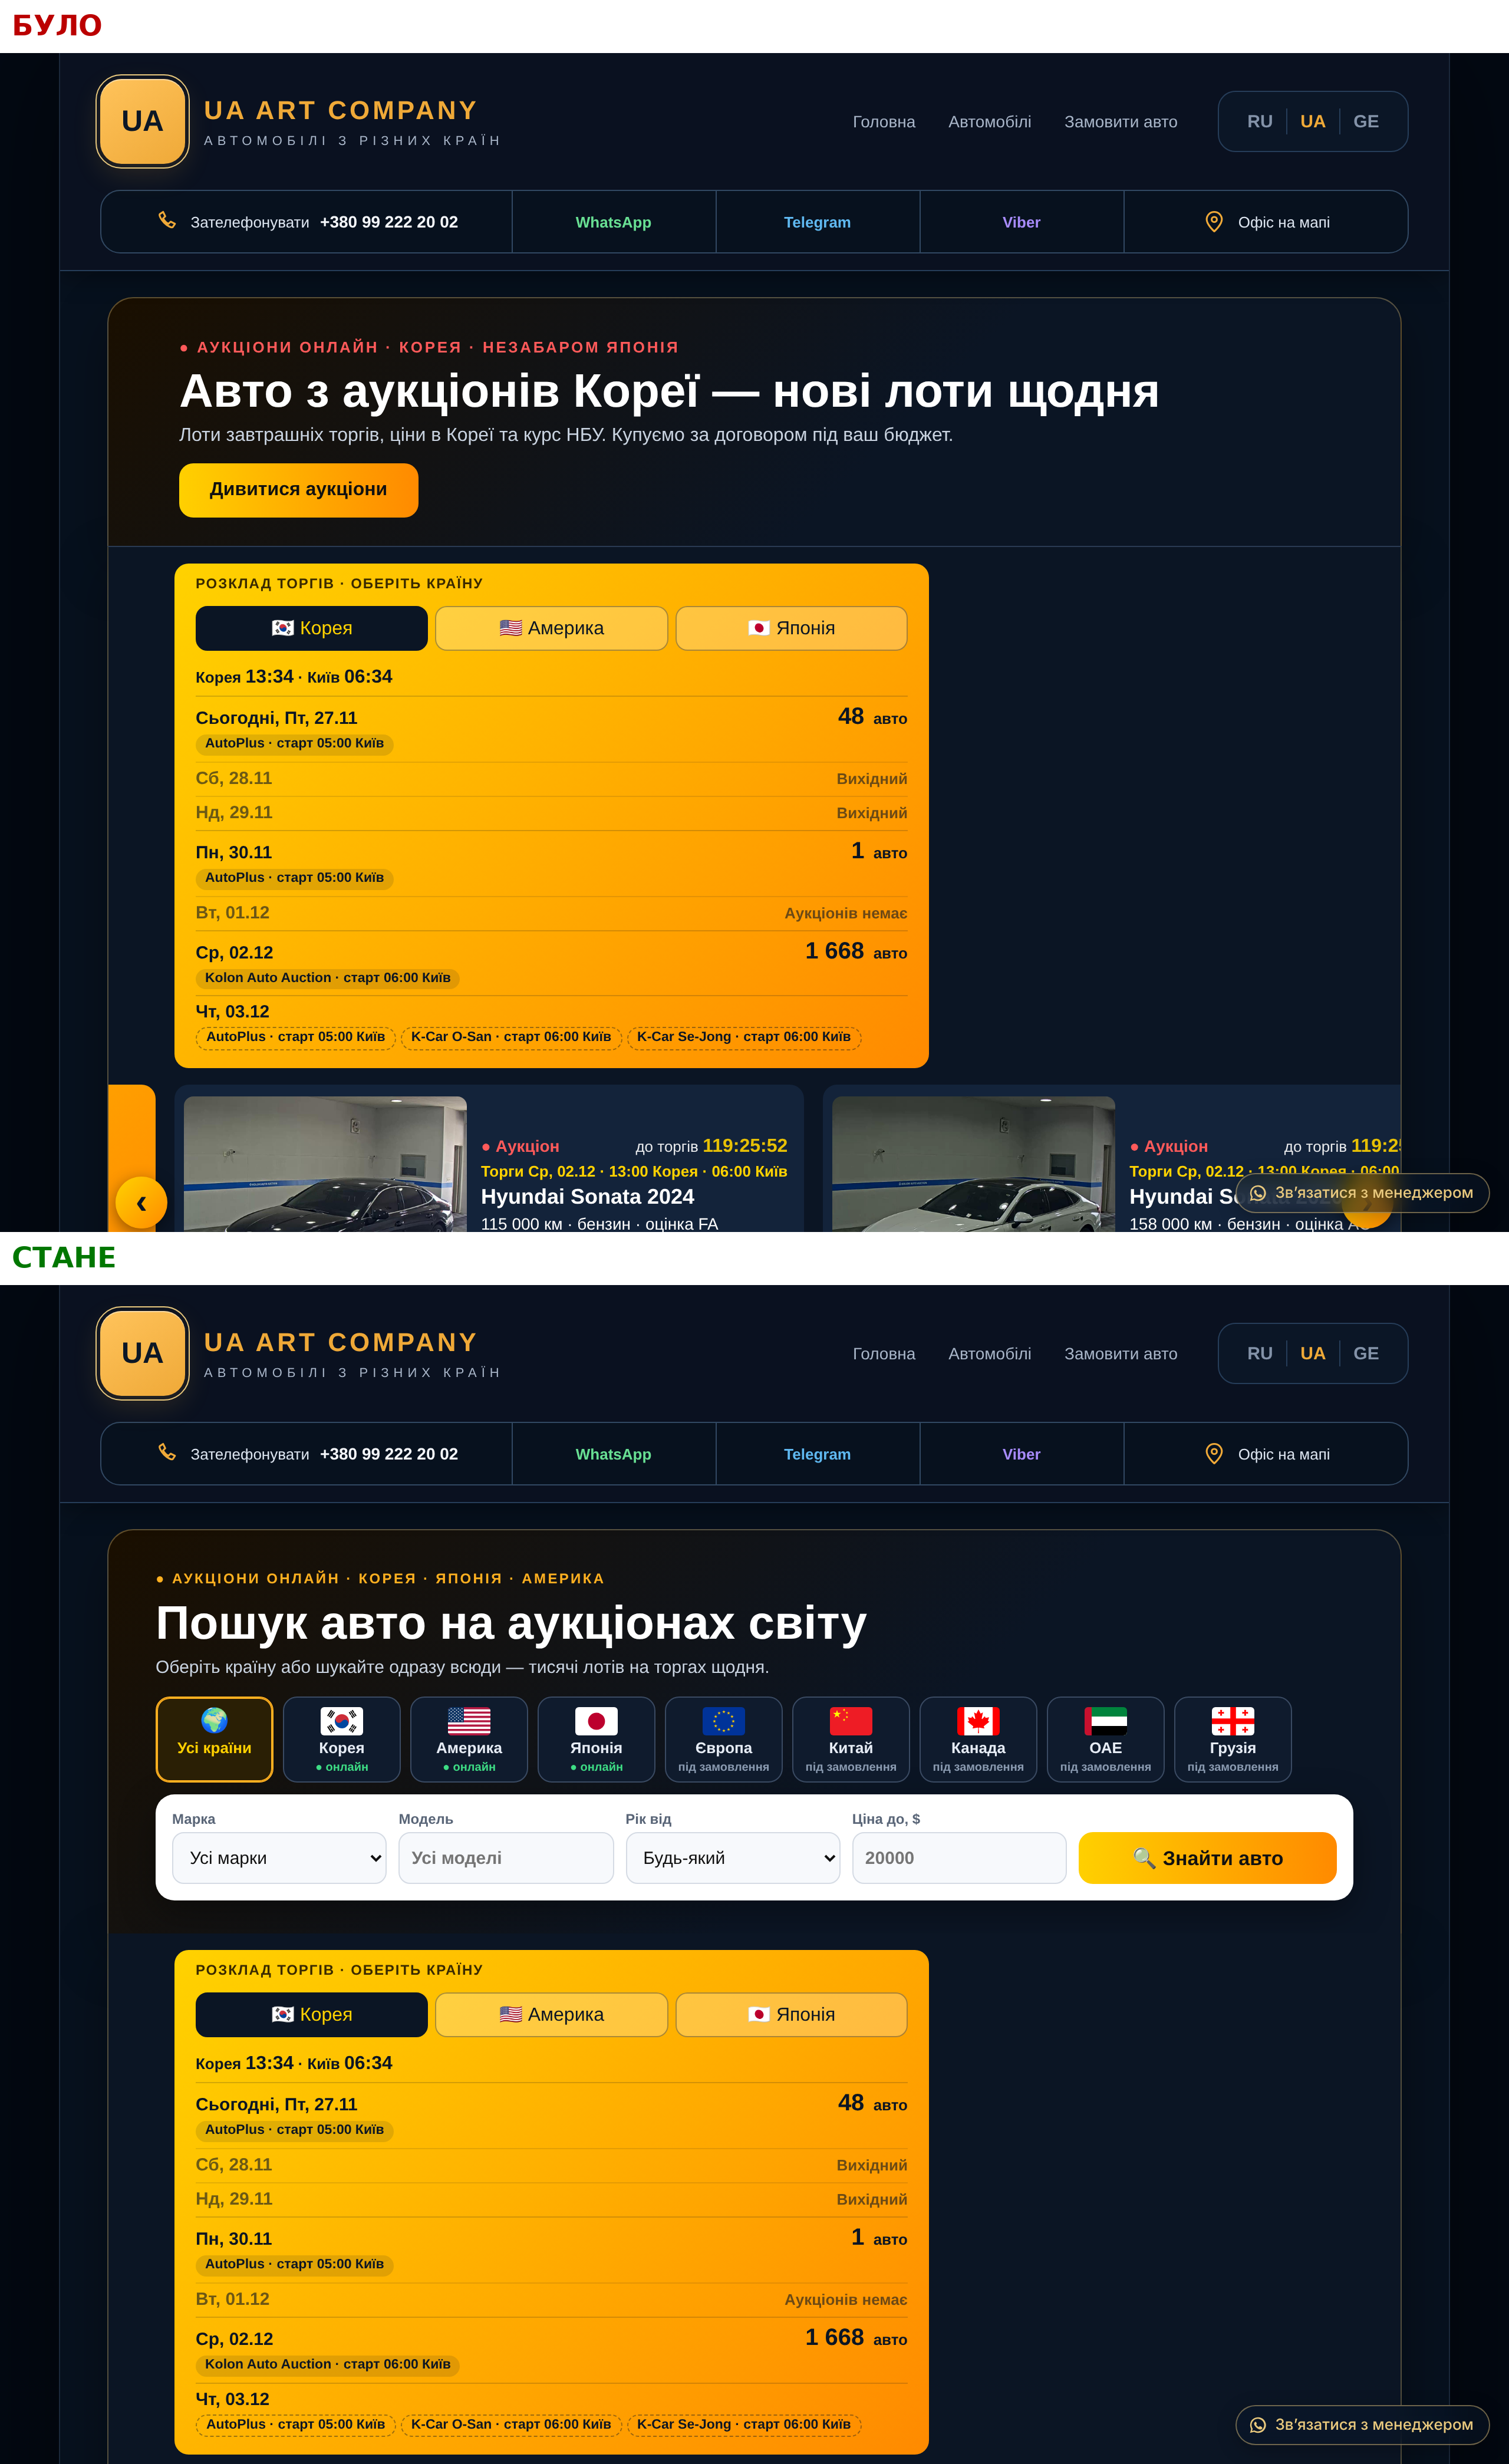 БУЛО
UA
UA ART COMPANY
АВТОМОБІЛІ З РІЗНИХ КРАЇН
Головна Автомобілі Замовити авто RU UA GE
Зателефонувати +380 99 222 20 02 WhatsApp Telegram Viber Офіс на мапі
● АУКЦІОНИ ОНЛАЙН · КОРЕЯ · НЕЗАБАРОМ ЯПОНІЯ
Авто з аукціонів Кореї — нові лоти щодня
Лоти завтрашніх торгів, ціни в Кореї та курс НБУ. Купуємо за договором під ваш бюджет.
Дивитися аукціони
РОЗКЛАД ТОРГІВ · ОБЕРІТЬ КРАЇНУ
🇰🇷 Корея 🇺🇸 Америка 🇯🇵 Японія
Корея 13:34 · Київ 06:34
Сьогодні, Пт, 27.11 48 авто
AutoPlus · старт 05:00 Київ
Сб, 28.11 Вихідний
Нд, 29.11 Вихідний
Пн, 30.11 1 авто
AutoPlus · старт 05:00 Київ
Вт, 01.12 Аукціонів немає
Ср, 02.12 1 668 авто
Kolon Auto Auction · старт 06:00 Київ
Чт, 03.12
AutoPlus · старт 05:00 Київ K-Car O-San · старт 06:00 Київ K-Car Se-Jong · старт 06:00 Київ
‹
● Аукціон до торгів 119:25:52
Торги Ср, 02.12 · 13:00 Корея · 06:00 Київ
Hyundai Sonata 2024
115 000 км · бензин · оцінка FA
● Аукціон до торгів 119:25
Торги Ср, 02.12 · 13:00 Корея · 06:00
Hyundai
158 000 км · бензин · оцінка
Зв’язатися з менеджером
СТАНЕ
UA
UA ART COMPANY
АВТОМОБІЛІ З РІЗНИХ КРАЇН
Головна Автомобілі Замовити авто RU UA GE
Зателефонувати +380 99 222 20 02 WhatsApp Telegram Viber Офіс на мапі
● АУКЦІОНИ ОНЛАЙН · КОРЕЯ · ЯПОНІЯ · АМЕРИКА
Пошук авто на аукціонах світу
Оберіть країну або шукайте одразу всюди — тисячі лотів на торгах щодня.
Усі країни Корея Америка Японія Європа Китай Канада ОАЕ Грузія
● онлайн ● онлайн ● онлайн під замовлення під замовлення під замовлення під замовлення під замовлення
Марка Модель Рік від Ціна до, $
Усі марки Усі моделі Будь-який 20000 🔍 Знайти авто
РОЗКЛАД ТОРГІВ · ОБЕРІТЬ КРАЇНУ
🇰🇷 Корея 🇺🇸 Америка 🇯🇵 Японія
Корея 13:34 · Київ 06:34
Сьогодні, Пт, 27.11 48 авто
AutoPlus · старт 05:00 Київ
Сб, 28.11 Вихідний
Нд, 29.11 Вихідний
Пн, 30.11 1 авто
AutoPlus · старт 05:00 Київ
Вт, 01.12 Аукціонів немає
Ср, 02.12 1 668 авто
Kolon Auto Auction · старт 06:00 Київ
Чт, 03.12
AutoPlus · старт 05:00 Київ K-Car O-San · старт 06:00 Київ K-Car Se-Jong · старт 06:00 Київ
Зв’язатися з менеджером